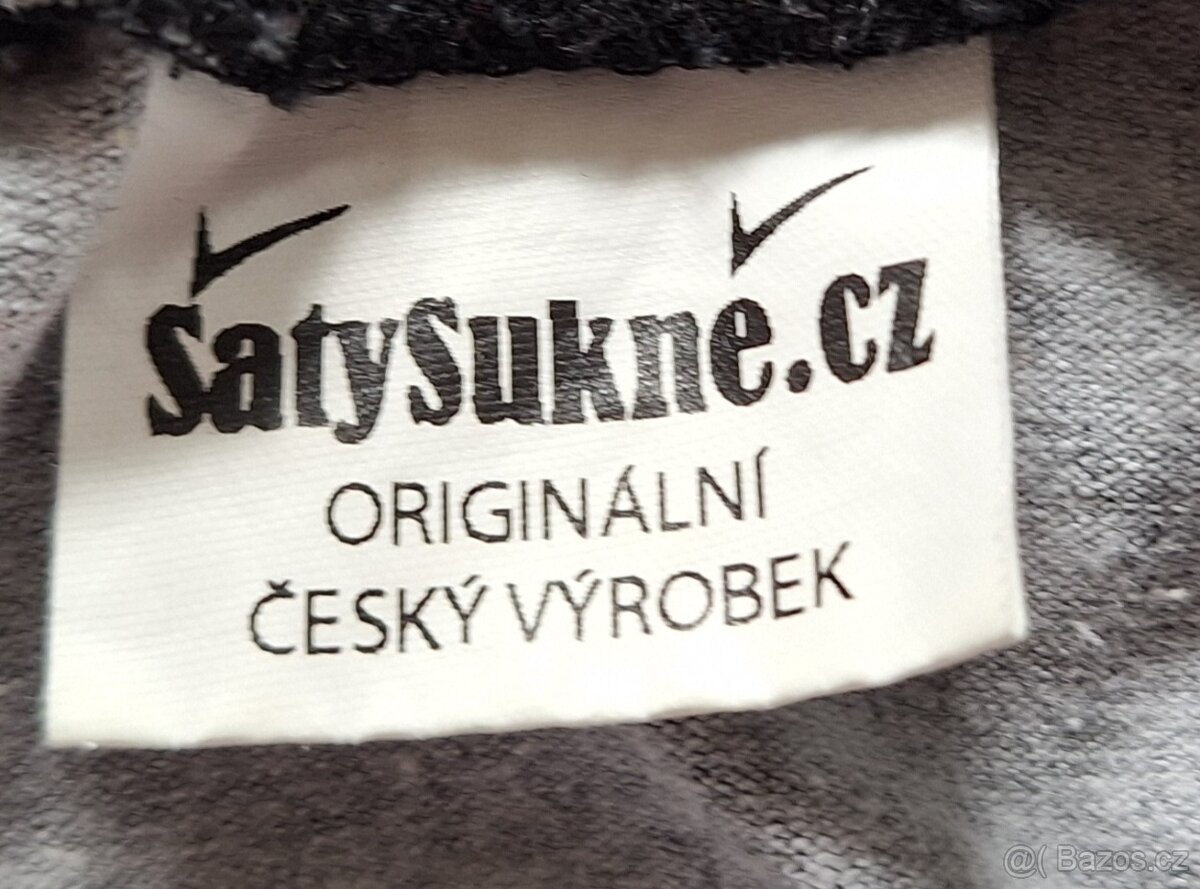 ŠatySukně.cz
ORIGINÁLNÍ
ČESKÝ VÝROBEK
@( Bazos.cz